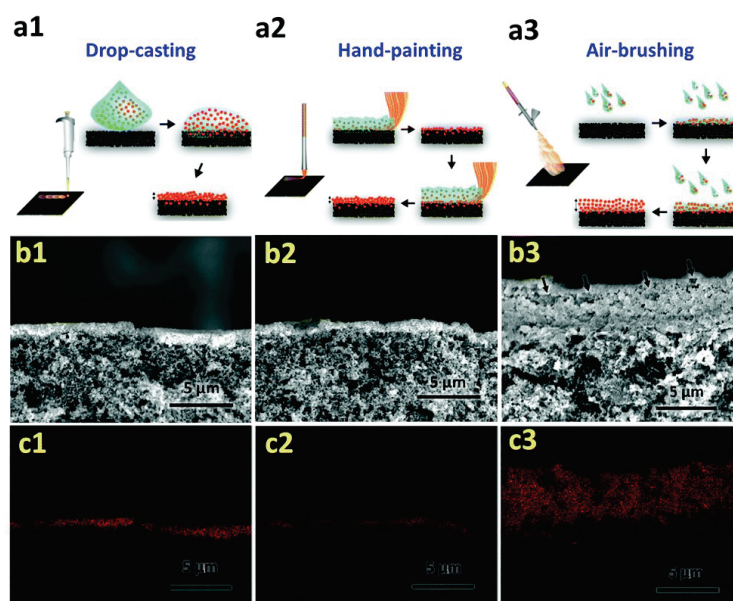 a1
Drop-casting
a2
Hand-painting
a3
Air-brushing
b1
5 μm
b2
5 μm
b3
5 μm
c1
5 μm
c2
5 μm
c3
5 μm